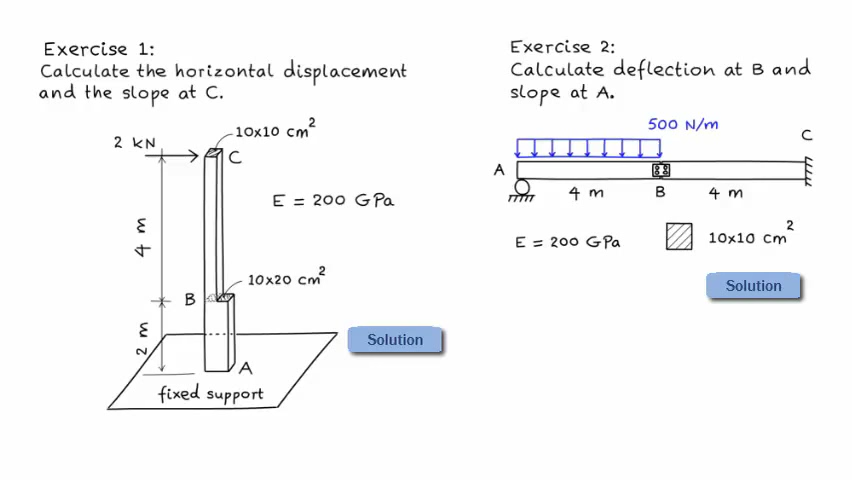 Exercise 1:
Calculate the horizontal displacement
and the slope at C.
10x10 cm²
2 kN
C
4 m
E = 200 GPa
10x20 cm²
B
2 m
A
fixed support
Solution
Exercise 2:
Calculate deflection at B and
slope at A.
500 N/m
C
A
4 m
B
4 m
E = 200 GPa
10x10 cm²
Solution